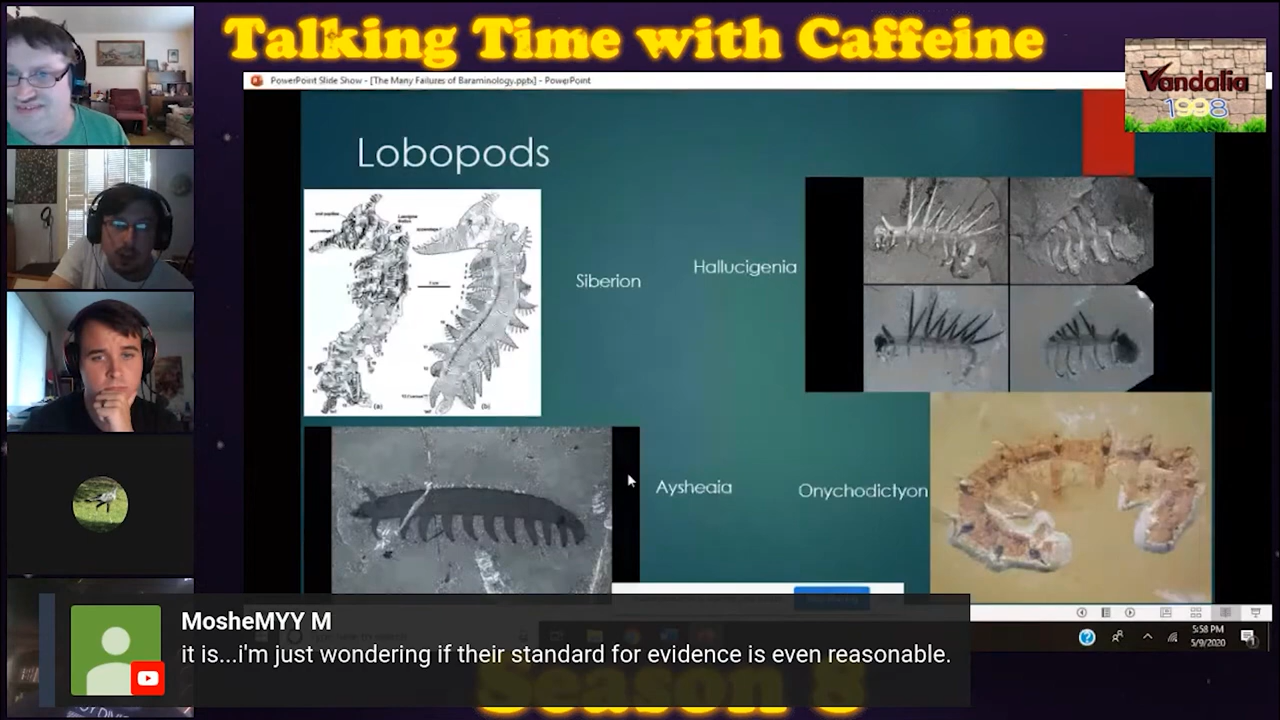 Talking Time with Caffeine
PowerPoint Slide Show - [The Many Failures of Baraminology.pptx] - PowerPoint
Vandalia
1998
Lobopods
Siberion
Hallucigenia
(a)
(b)
Aysheaia
Onychodictyon
MosheMYY M
it is...i'm just wondering if their standard for evidence is even reasonable.
5:58 PM
5/9/2020
Season 3